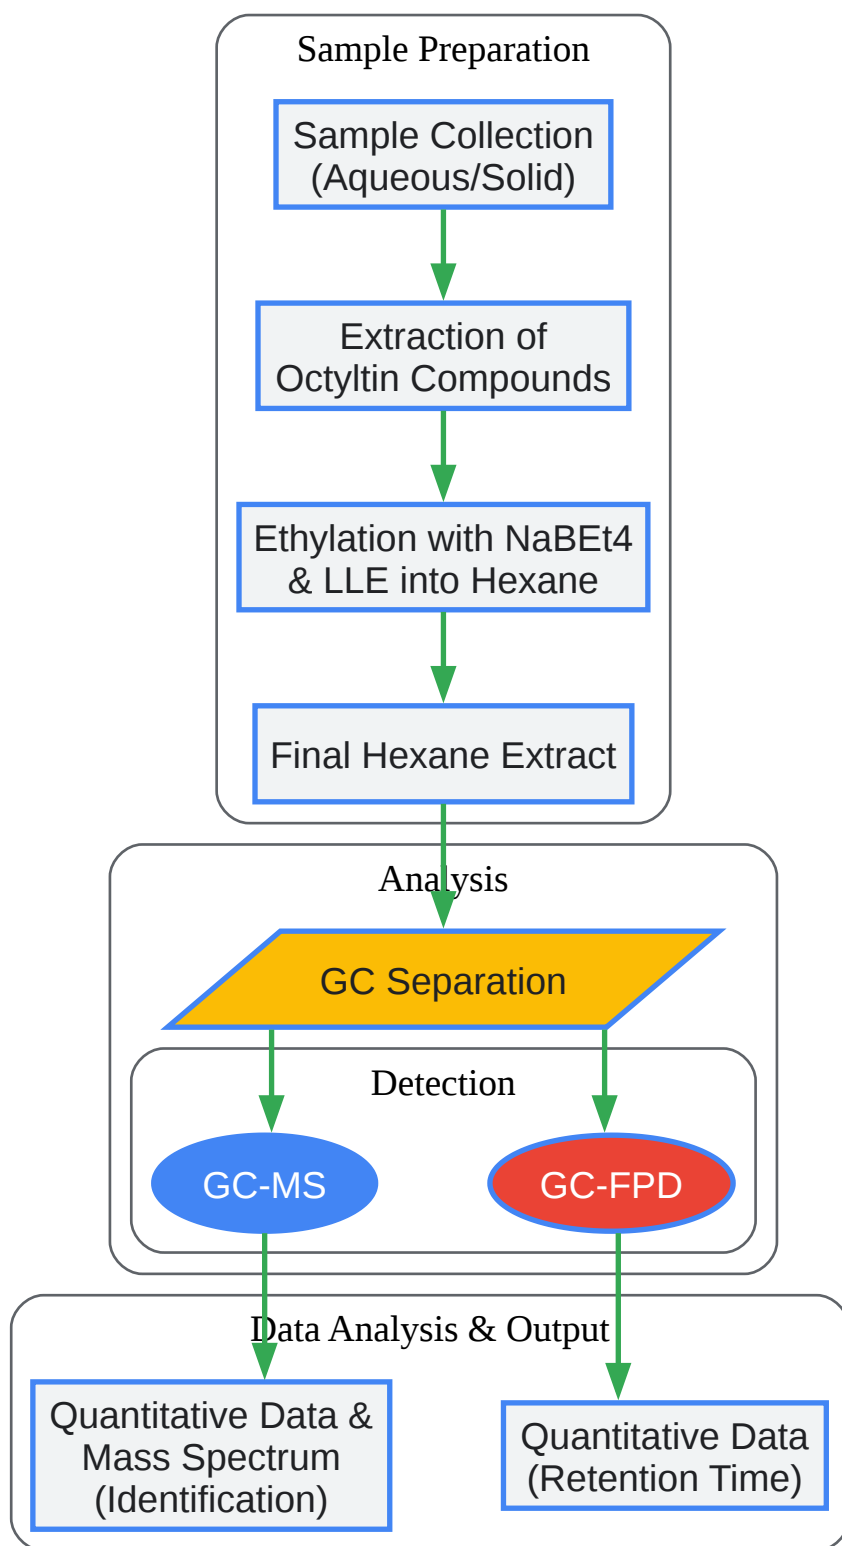 Sample Preparation
Sample Collection
(Aqueous/Solid)
Extraction of
Octyltin Compounds
Ethylation with NaBEt4
& LLE into Hexane
Final Hexane Extract
Analysis
GC Separation
Detection
GC-MS
GC-FPD
Data Analysis & Output
Quantitative Data &
Mass Spectrum
(Identification)
Quantitative Data
(Retention Time)